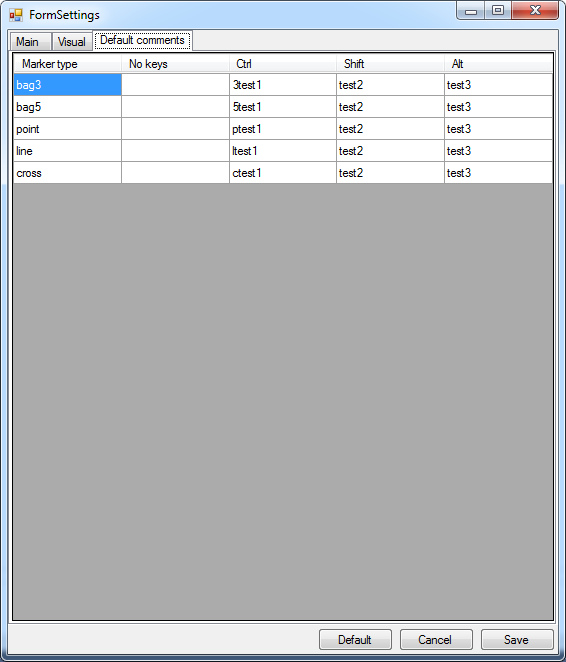 FormSettings
Main Visual Default comments
Marker type No keys Ctrl Shift Alt
bag3 3test1 test2 test3
bag5 5test1 test2 test3
point ptest1 test2 test3
line ltest1 test2 test3
cross ctest1 test2 test3
Default Cancel Save